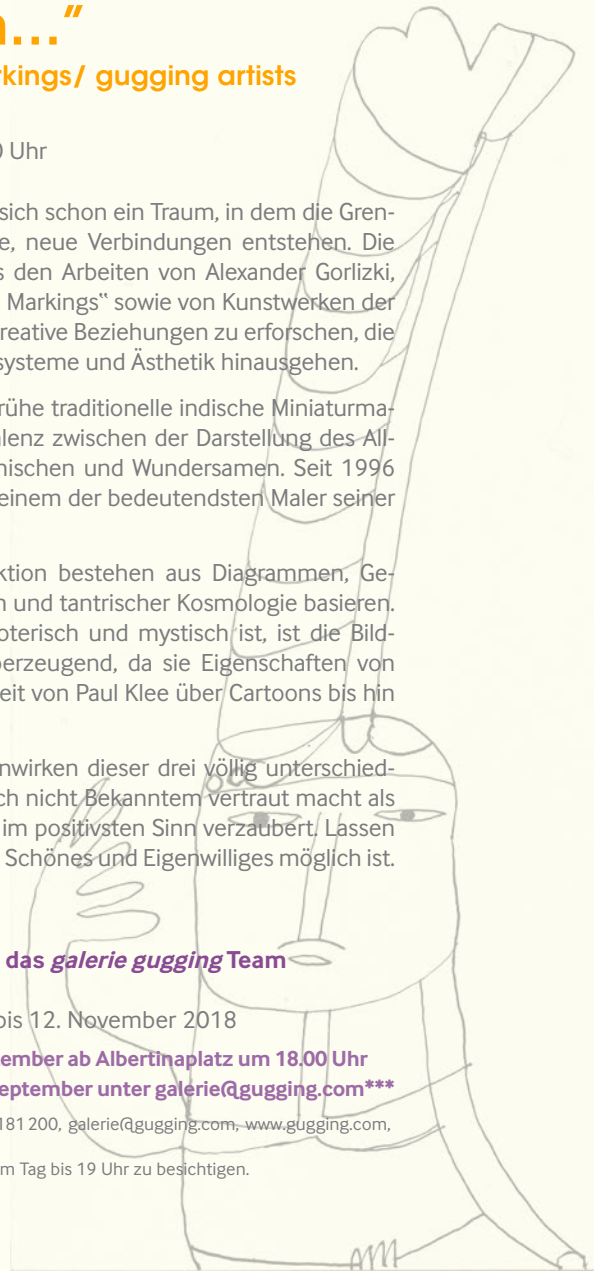 n..."
rkings/ gugging artists
0 Uhr
sich schon ein Traum, in dem die Gren-
e, neue Verbindungen entstehen. Die
s den Arbeiten von Alexander Gorlizki,
Markings“ sowie von Kunstwerken der
reative Beziehungen zu erforschen, die
systeme und Ästhetik hinausgehen.
rühe traditionelle indische Miniaturma-
lenz zwischen der Darstellung des All-
nischen und Wundersamen. Seit 1996
einem der bedeutendsten Maler seiner
ktion bestehen aus Diagrammen, Ge-
n und tantrischer Kosmologie basieren.
oterisch und mystisch ist, ist die Bild-
berzeugend, da sie Eigenschaften von
eit von Paul Klee über Cartoons bis hin
nwirken dieser drei völlig unterschied-
ch nicht Bekanntem vertraut macht als
im positivsten Sinn verzaubert. Lassen
Schönes und Eigenwilliges möglich ist.
das galerie gugging Team
bis 12. November 2018
ember ab Albertinaplatz um 18.00 Uhr
eptember unter galerie@gugging.com***
181 200, galerie@gugging.com, www.gugging.com,
m Tag bis 19 Uhr zu besichtigen.